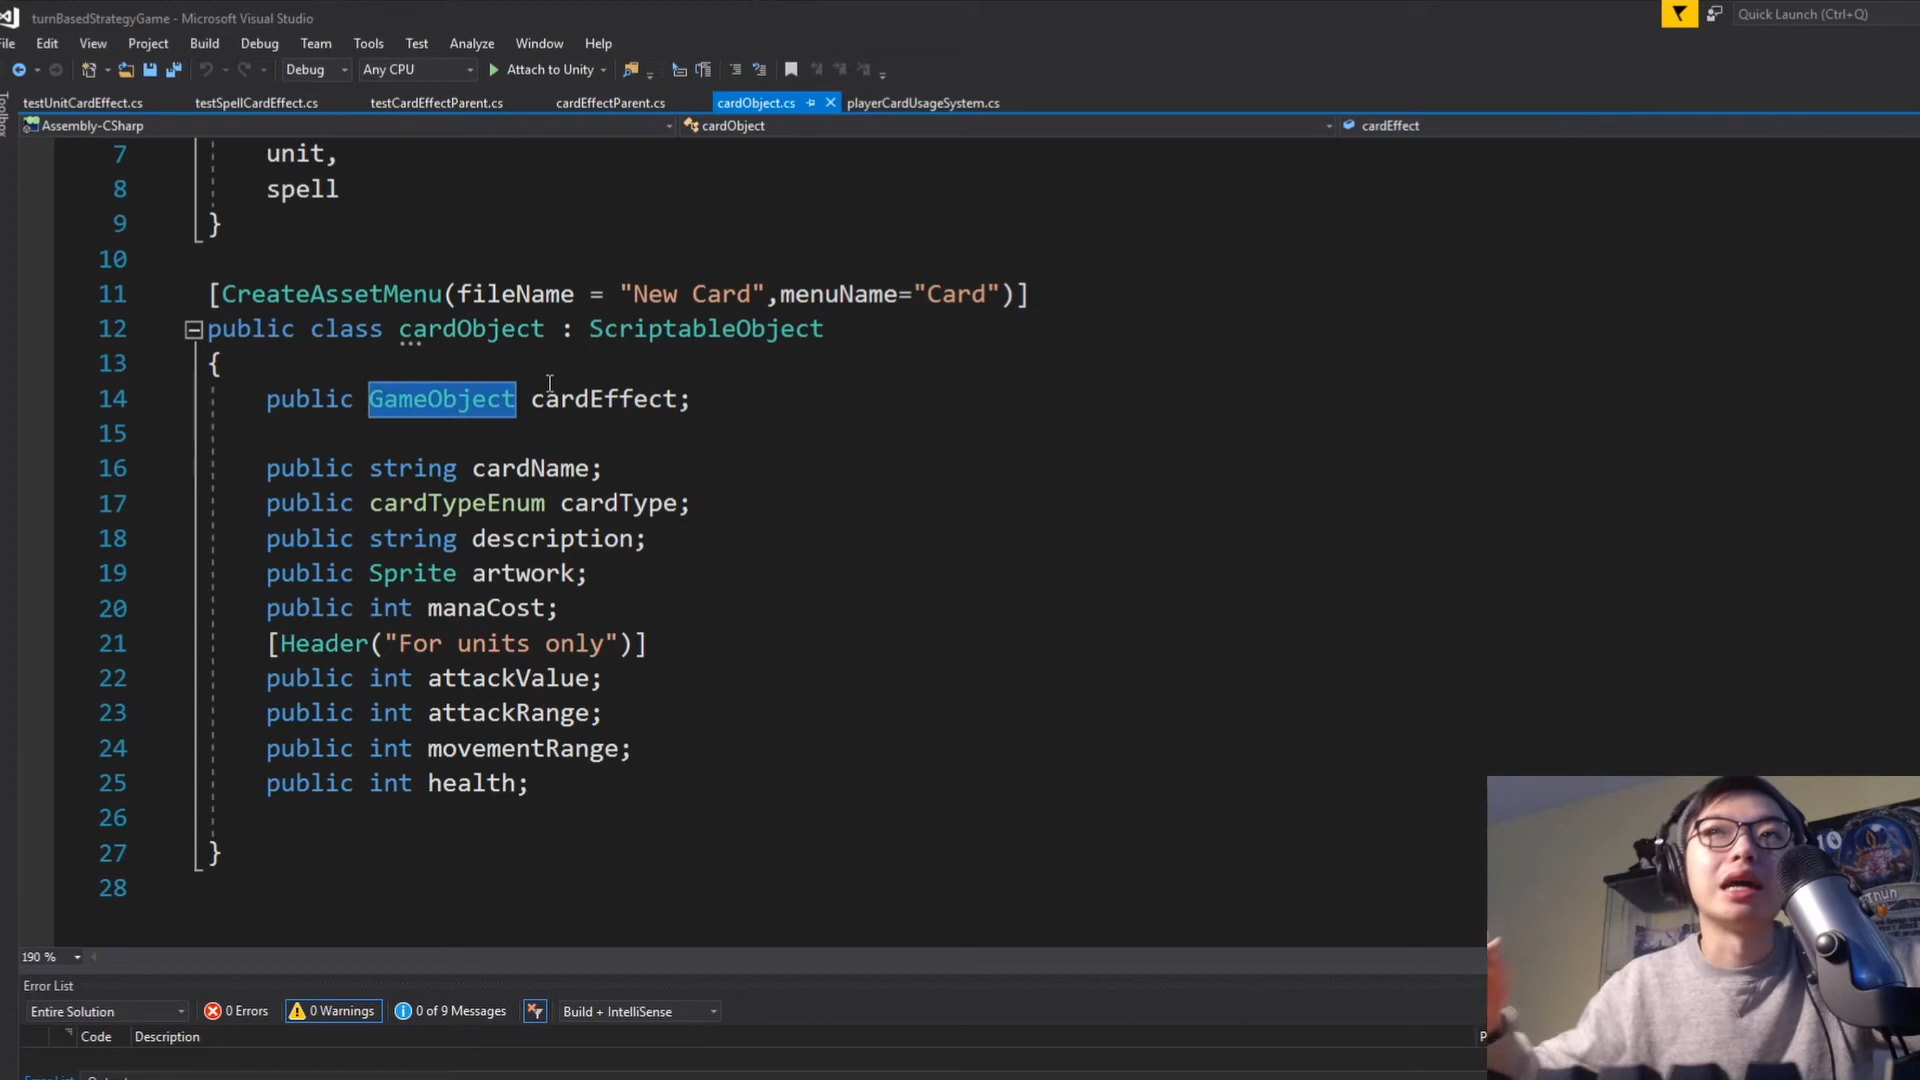 turnBasedStrategyGame - Microsoft Visual Studio
Quick Launch (Ctrl+Q)
File Edit View Project Build Debug Team Tools Test Analyze Window Help
Debug Any CPU Attach to Unity
Toolbox
testUnitCardEffect.cs testSpellCardEffect.cs testCardEffectParent.cs cardEffectParent.cs cardObject.cs playerCardUsageSystem.cs
Assembly-CSharp cardObject cardEffect
7 unit,
8 spell
9 }
10
11 [CreateAssetMenu(fileName = "New Card",menuName="Card")]
12 public class cardObject : ScriptableObject
13 {
14 public GameObject cardEffect;
15
16 public string cardName;
17 public cardTypeEnum cardType;
18 public string description;
19 public Sprite artwork;
20 public int manaCost;
21 [Header("For units only")]
22 public int attackValue;
23 public int attackRange;
24 public int movementRange;
25 public int health;
26
27 }
28
190 %
Error List
Entire Solution 0 Errors 0 Warnings 0 of 9 Messages Build + IntelliSense
Code Description P
Error List Output
10
Thun